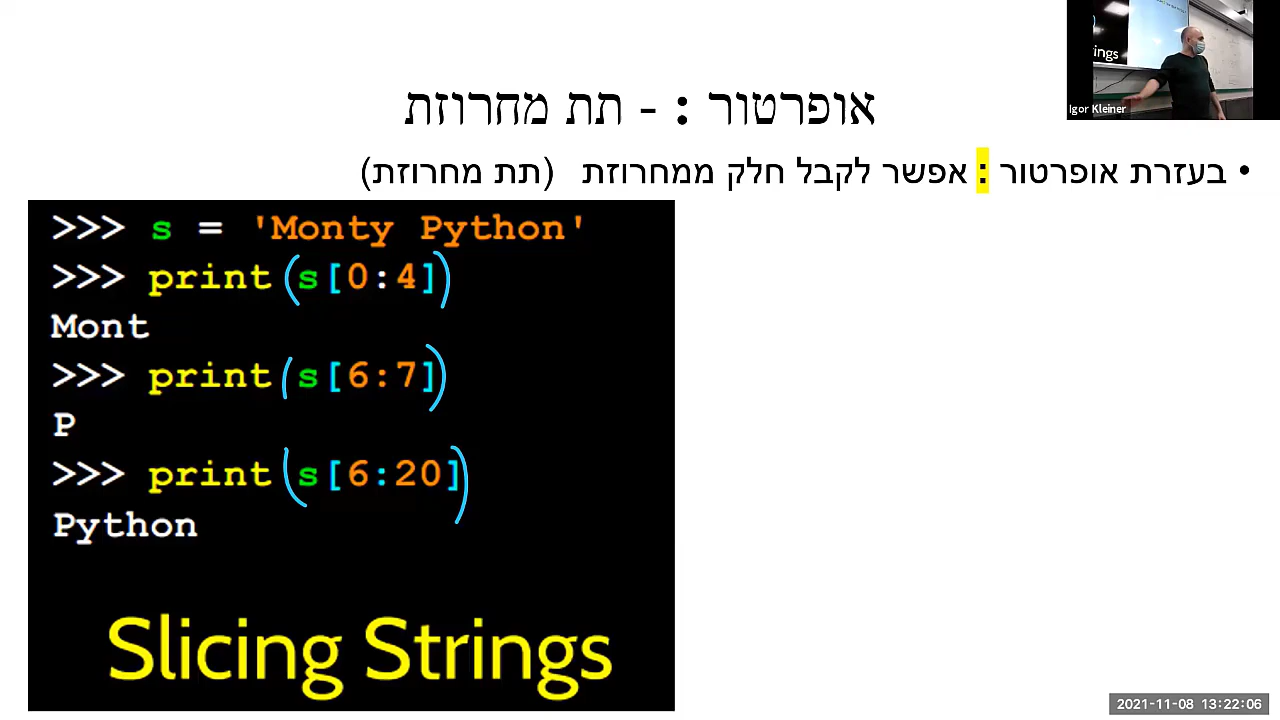 אופרטור : - תת מחרוזת
• בעזרת אופרטור : אפשר לקבל חלק ממחרוזת (תת מחרוזת)
>>> s = 'Monty Python'
>>> print(s[0:4])
Mont
>>> print(s[6:7])
P
>>> print(s[6:20])
Python
Slicing Strings
ings
Igor Kleiner
2021-11-08 13:22:06